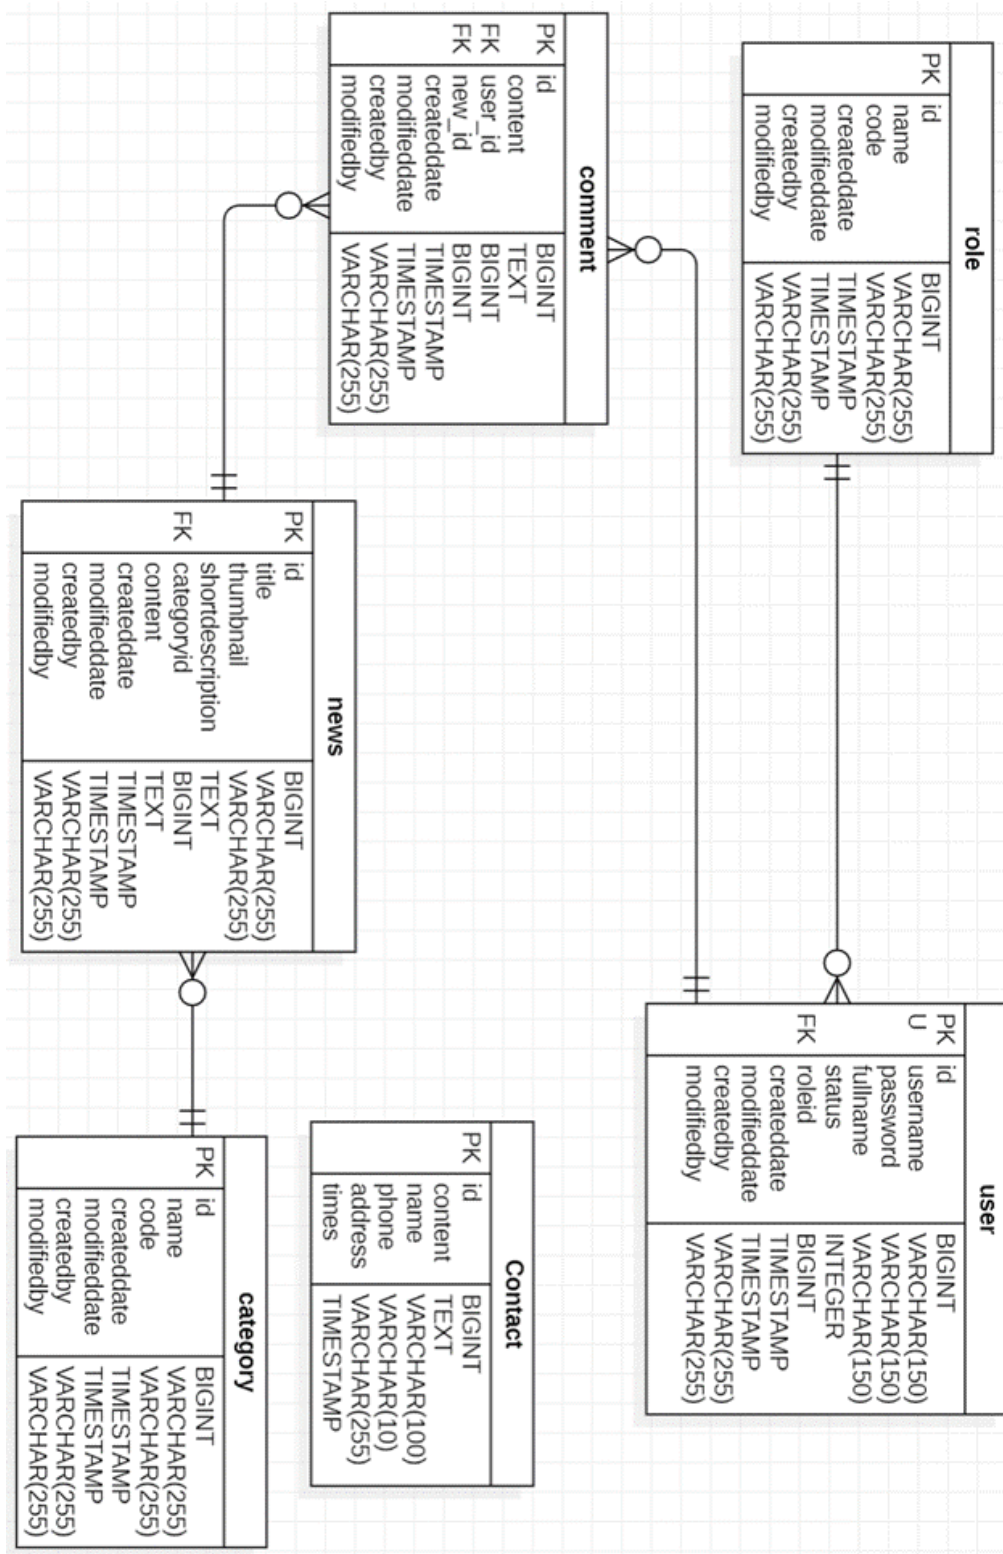 role
PK id BIGINT
name VARCHAR(255)
code VARCHAR(255)
createddate TIMESTAMP
modifieddate TIMESTAMP
createdby VARCHAR(255)
modifiedby VARCHAR(255)
user
PK id BIGINT
U username VARCHAR(150)
password VARCHAR(150)
fullname VARCHAR(150)
status INTEGER
FK roleid BIGINT
createddate TIMESTAMP
modifieddate TIMESTAMP
createdby VARCHAR(255)
modifiedby VARCHAR(255)
comment
PK id BIGINT
content TEXT
FK user_id BIGINT
FK new_id BIGINT
createddate TIMESTAMP
modifieddate TIMESTAMP
createdby VARCHAR(255)
modifiedby VARCHAR(255)
Contact
PK id BIGINT
content TEXT
name VARCHAR(100)
phone VARCHAR(10)
address VARCHAR(255)
times TIMESTAMP
news
PK id BIGINT
title VARCHAR(255)
thumbnail VARCHAR(255)
shortdescription TEXT
FK categoryid BIGINT
content TEXT
createddate TIMESTAMP
modifieddate TIMESTAMP
createdby VARCHAR(255)
modifiedby VARCHAR(255)
category
PK id BIGINT
name VARCHAR(255)
code VARCHAR(255)
createddate TIMESTAMP
modifieddate TIMESTAMP
createdby VARCHAR(255)
modifiedby VARCHAR(255)